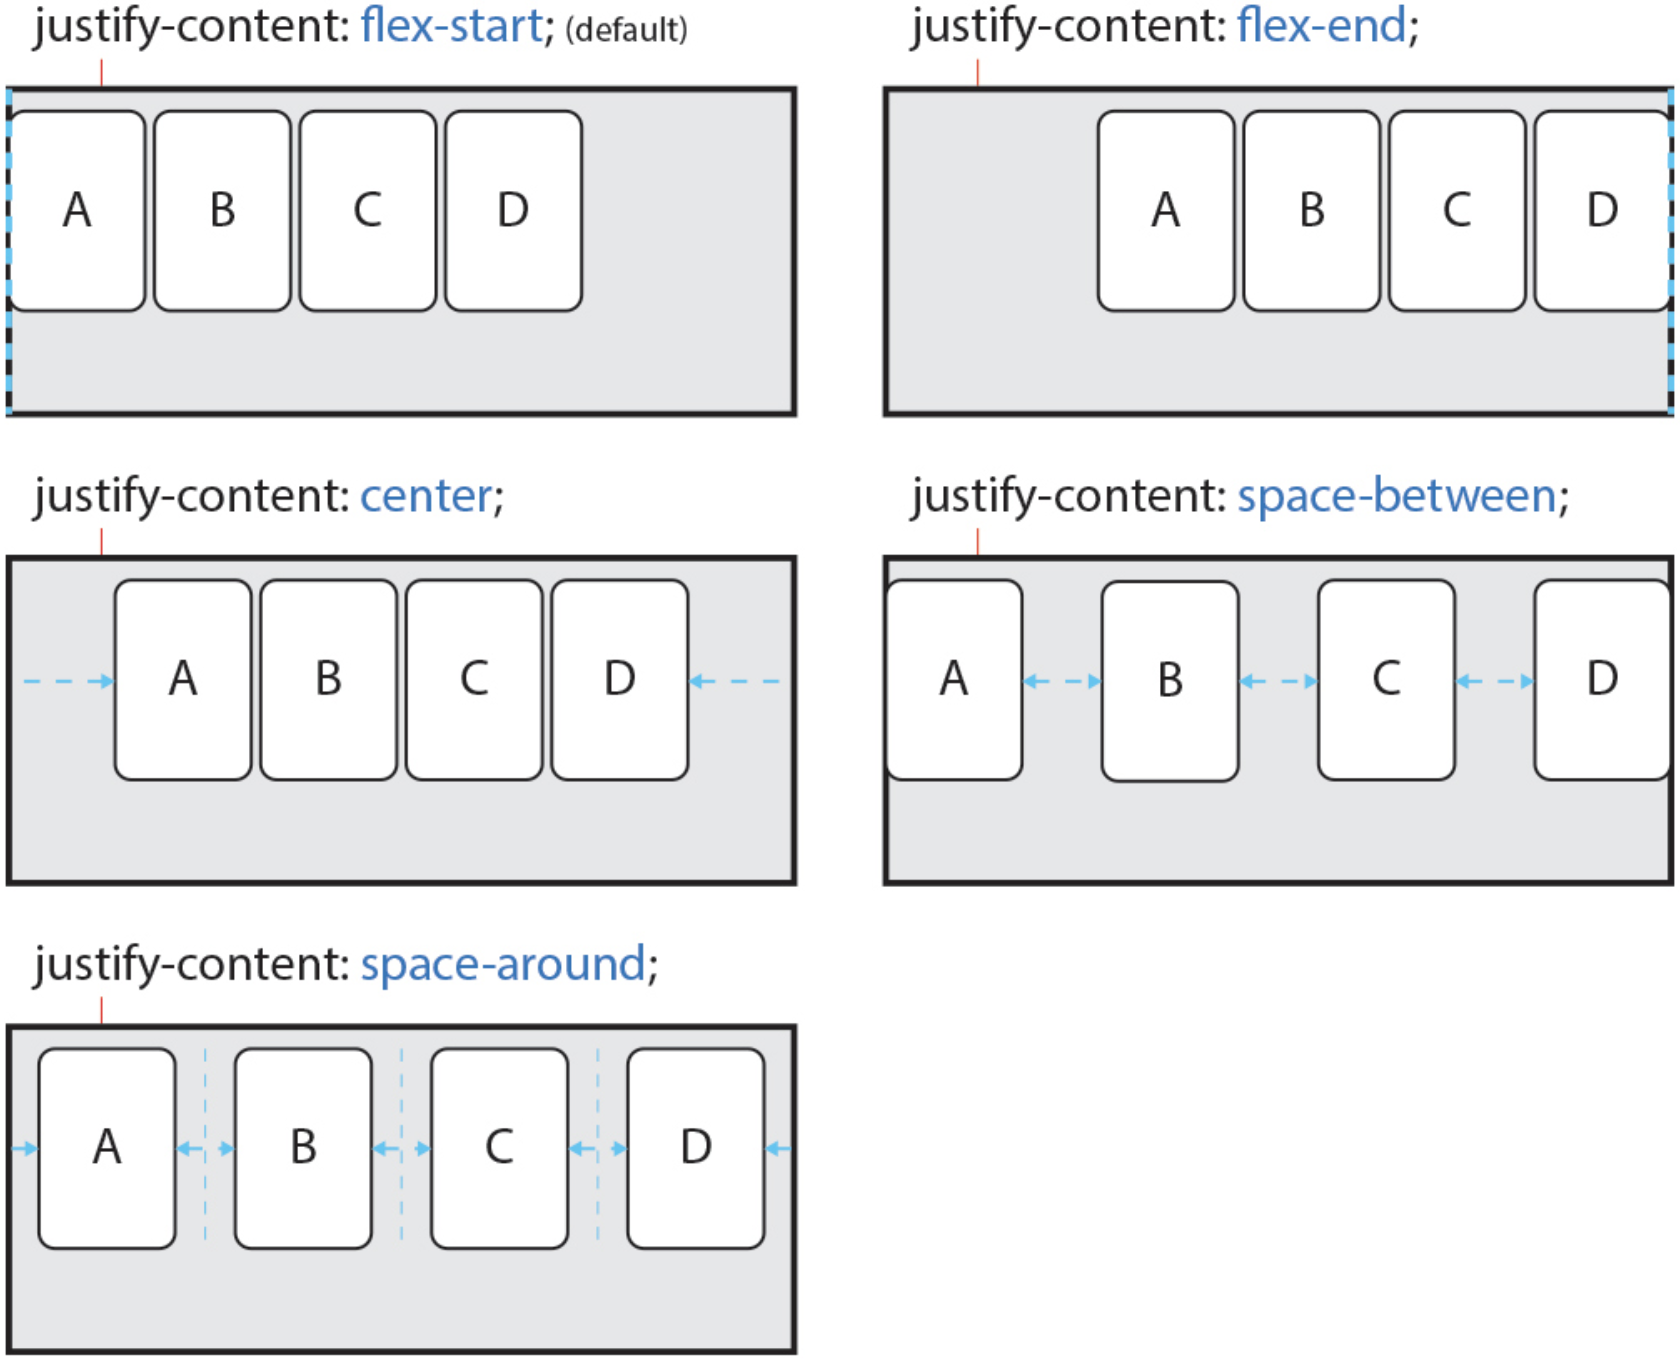 justify-content: flex-start; (default)
A B C D
justify-content: flex-end;
A B C D
justify-content: center;
A B C D
justify-content: space-between;
A B C D
justify-content: space-around;
A B C D